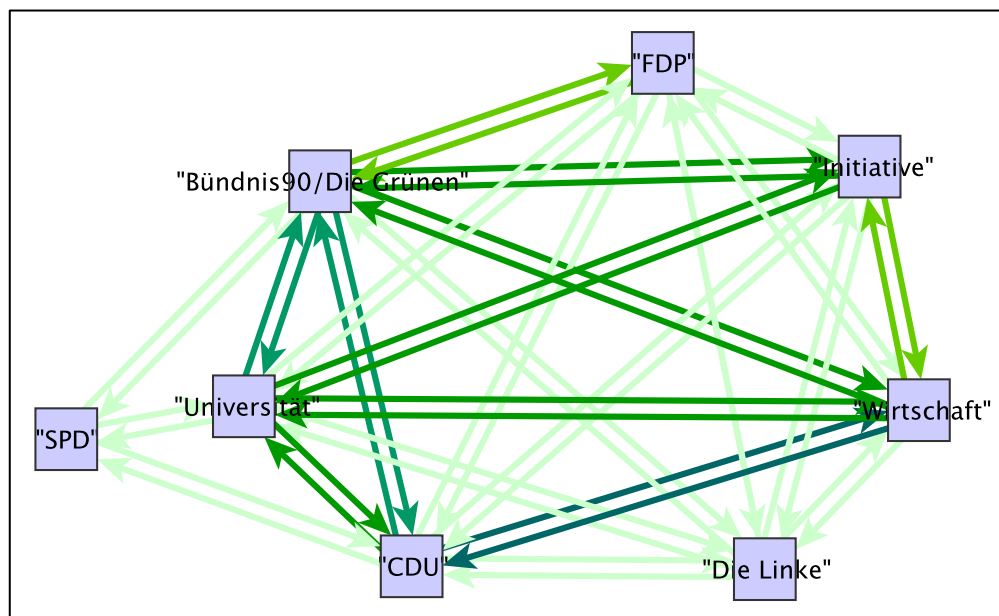 "FDP"
"Initiative"
"Bündnis90/Die Grünen"
"Universität"
"Wirtschaft"
"SPD"
"CDU"
"Die Linke"